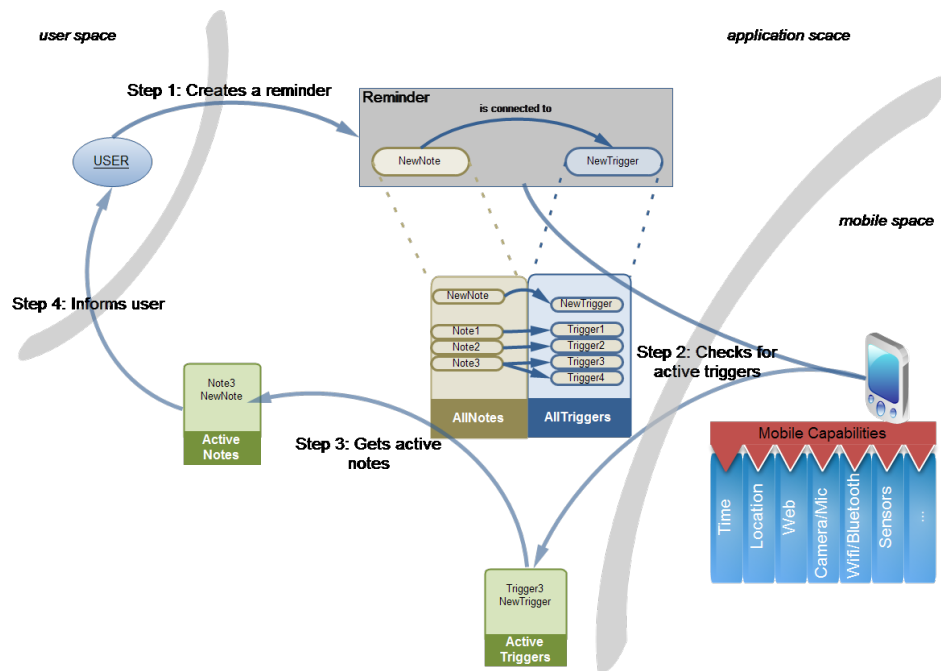 user space
application scace
Step 1: Creates a reminder
Reminder
is connected to
USER
NewNote
NewTrigger
mobile space
Step 4: Informs user
NewNote
NewTrigger
Note1
Trigger1
Note2
Trigger2
Note3
Trigger3
Trigger4
Step 2: Checks for
active triggers
AllNotes
AllTriggers
Note3
NewNote
Active
Notes
Step 3: Gets active
notes
Mobile Capabilities
Time
Location
Web
Camera/Mic
Wifi/Bluetooth
Sensors
...
Trigger3
NewTrigger
Active
Triggers